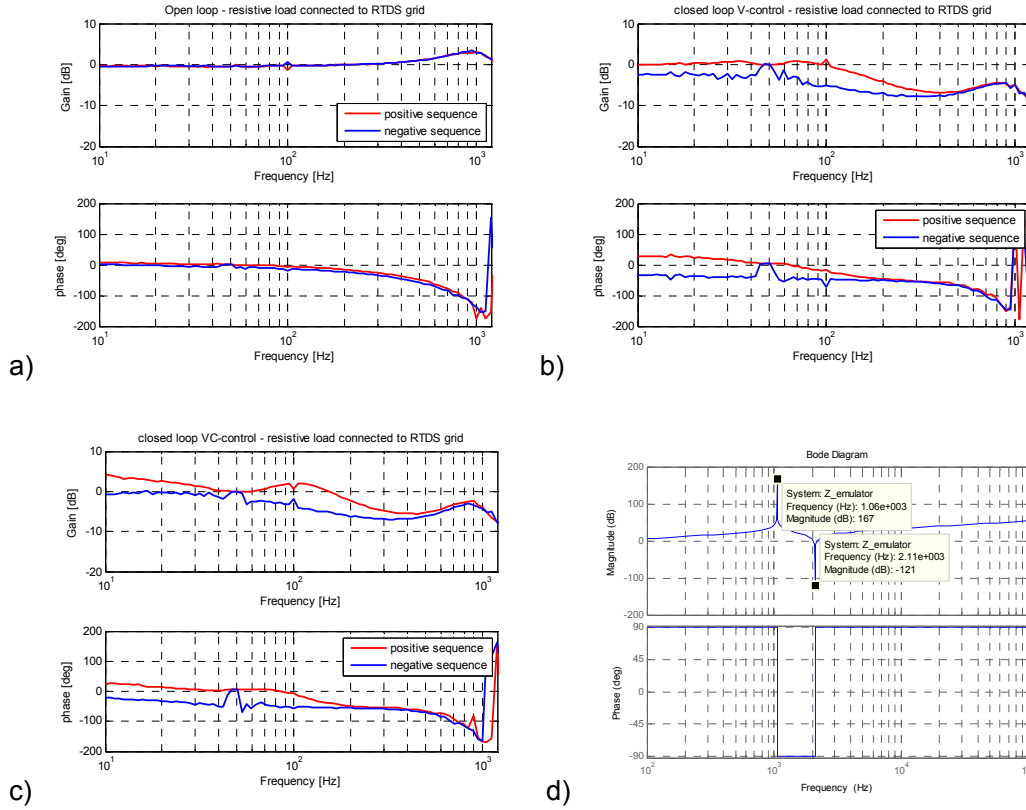 Open loop - resistive load connected to RTDS grid
20
10
0
-10
20
Gain [dB]
positive sequence
negative sequence
10^1
10^2
10^3
Frequency [Hz]
200
100
0
-100
-200
phase [deg]
10^1
10^2
10^3
Frequency [Hz]
a)
closed loop V-control - resistive load connected to RTDS grid
20
10
0
-10
20
Gain [dB]
10^1
10^2
10^3
Frequency [Hz]
200
100
0
-100
-200
phase [deg]
positive sequence
negative sequence
10^1
10^2
10^3
Frequency [Hz]
b)
closed loop VC-control - resistive load connected to RTDS grid
10
0
-10
20
Gain [dB]
10^1
10^2
10^3
Frequency [Hz]
200
100
0
-100
-200
phase [deg]
positive sequence
negative sequence
10^1
10^2
10^3
Frequency [Hz]
c)
Bode Diagram
200
100
0
-100
-200
Magnitude (dB)
System: Z_emulator
Frequency (Hz): 1.06e+003
Magnitude (dB): 167
System: Z_emulator
Frequency (Hz): 2.11e+003
Magnitude (dB): -121
90
45
0
-45
-90
Phase (deg)
10^2
10^3
10^4
10
Frequency (Hz)
d)